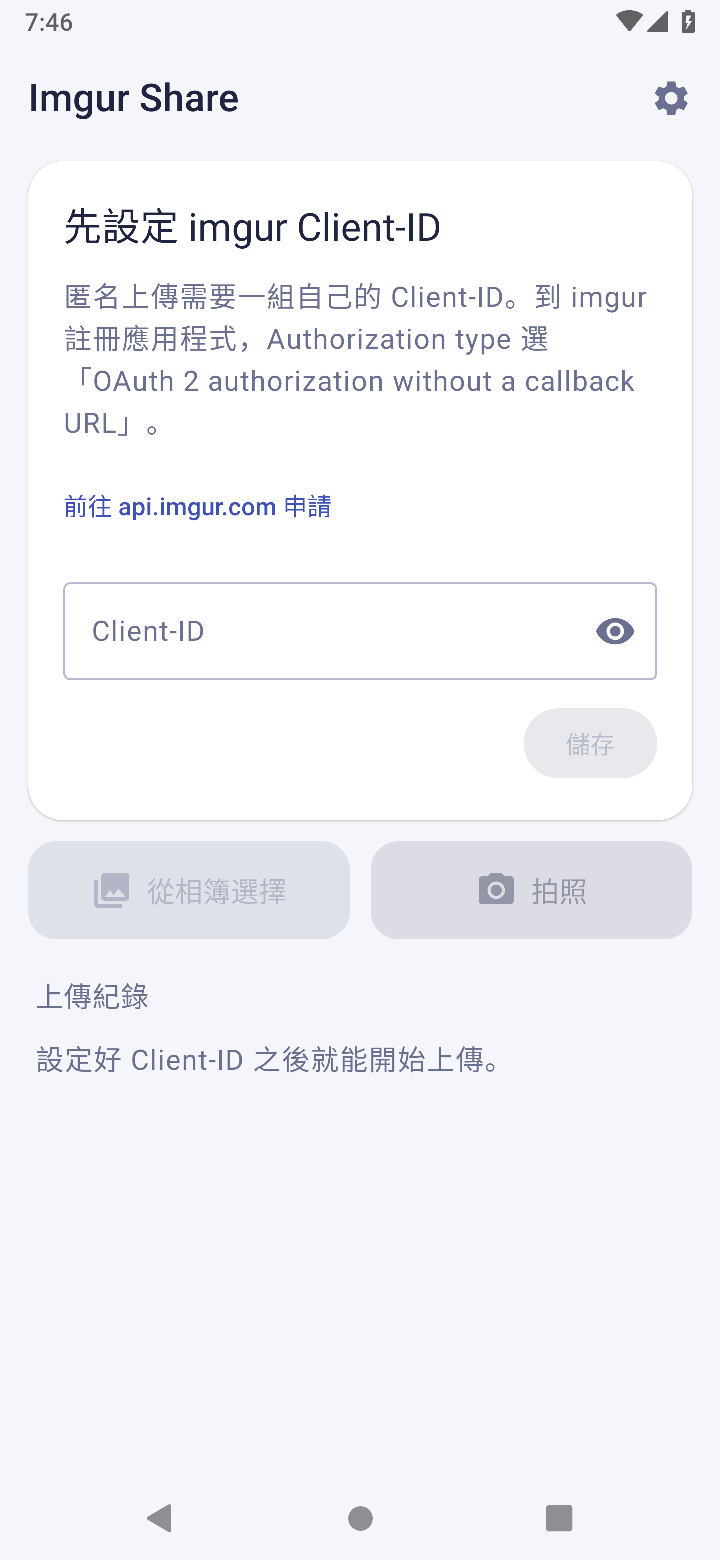 7:46
Imgur Share
先設定 imgur Client-ID
匿名上傳需要一組自己的 Client-ID。到 imgur
註冊應用程式，Authorization type 選
「OAuth 2 authorization without a callback
URL」。
前往 api.imgur.com 申請
Client-ID
儲存
從相簿選擇
拍照
上傳紀錄
設定好 Client-ID 之後就能開始上傳。